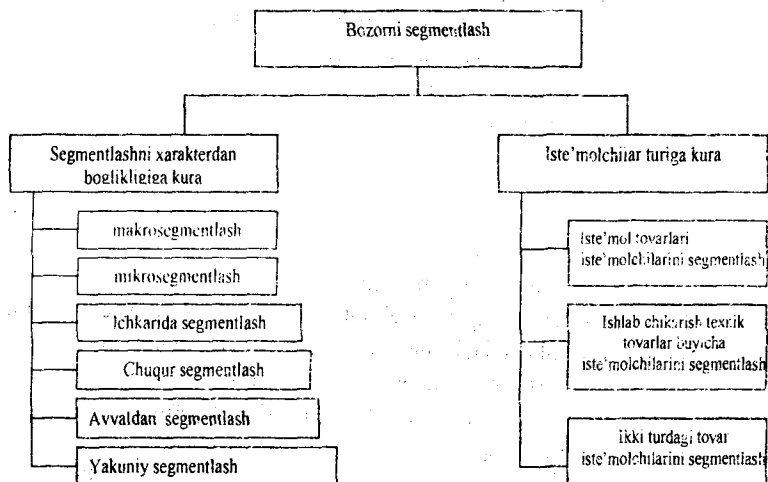 Bozorni segmentlash
Segmentlashni xarakterdan
boglikligiga kura
Iste'molchilar turiga kura
makrosegmentlash
mikrosegmentlash
Ichkarida segmentlash
Chuqur segmentlash
Avvaldan segmentlash
Yakuniy segmentlash
Iste'mol tovarlari
iste'molchilarini segmentlash
Ishlab chikarish texnik
tovarlar buyicha
iste'molchilarini segmentlash
Ikki turdagi tovar
iste'molchilarini segmentlash